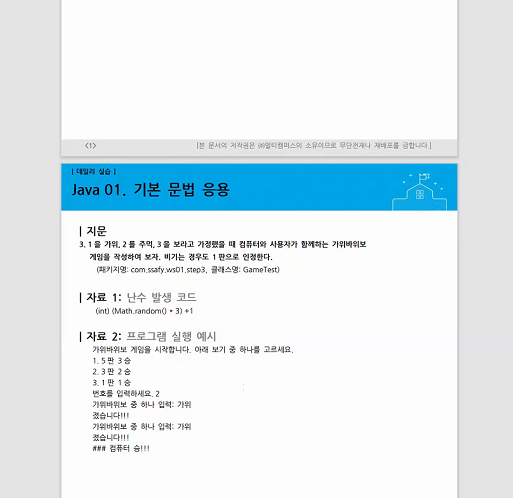 <1> [본 문서의 저작권은 ㈜멀티캠퍼스의 소유이므로 무단전재나 재배포를 금합니다.]
| 데일리 실습 |
Java 01. 기본 문법 응용
| 지문
3. 1 을 가위, 2 를 주먹, 3 을 보라고 가정했을 때 컴퓨터와 사용자가 함께하는 가위바위보
게임을 작성하여 보자. 비기는 경우도 1 판으로 인정한다.
(패키지명: com.ssafy.ws01.step3, 클래스명: GameTest)
| 자료 1: 난수 발생 코드
(int) (Math.random() * 3) +1
| 자료 2: 프로그램 실행 예시
가위바위보 게임을 시작합니다. 아래 보기 중 하나를 고르세요.
1. 5 판 3 승
2. 3 판 2 승
3. 1 판 1 승
번호를 입력하세요. 2
가위바위보 중 하나 입력: 가위
졌습니다!!!
가위바위보 중 하나 입력: 가위
졌습니다!!!
### 컴퓨터 승!!!